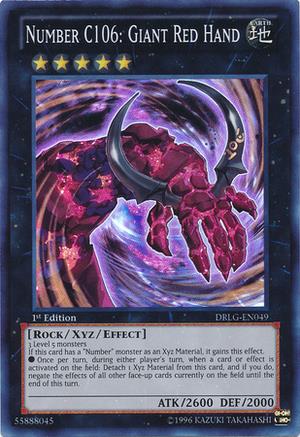 NUMBER C106: GIANT RED HAND
EARTH
地
1st Edition
DRLG-EN049
[ROCK/XYZ/EFFECT]
3 Level 5 monsters
If this card has a "Number" monster as an Xyz Material, it gains this effect.
● Once per turn, during either player's turn, when a card or effect is
activated on the field: Detach 1 Xyz Material from this card, and if you do,
negate the effects of all other face-up cards currently on the field until the
end of this turn.
ATK/2600 DEF/2000
55888045
©1996 KAZUKI TAKAHASHI